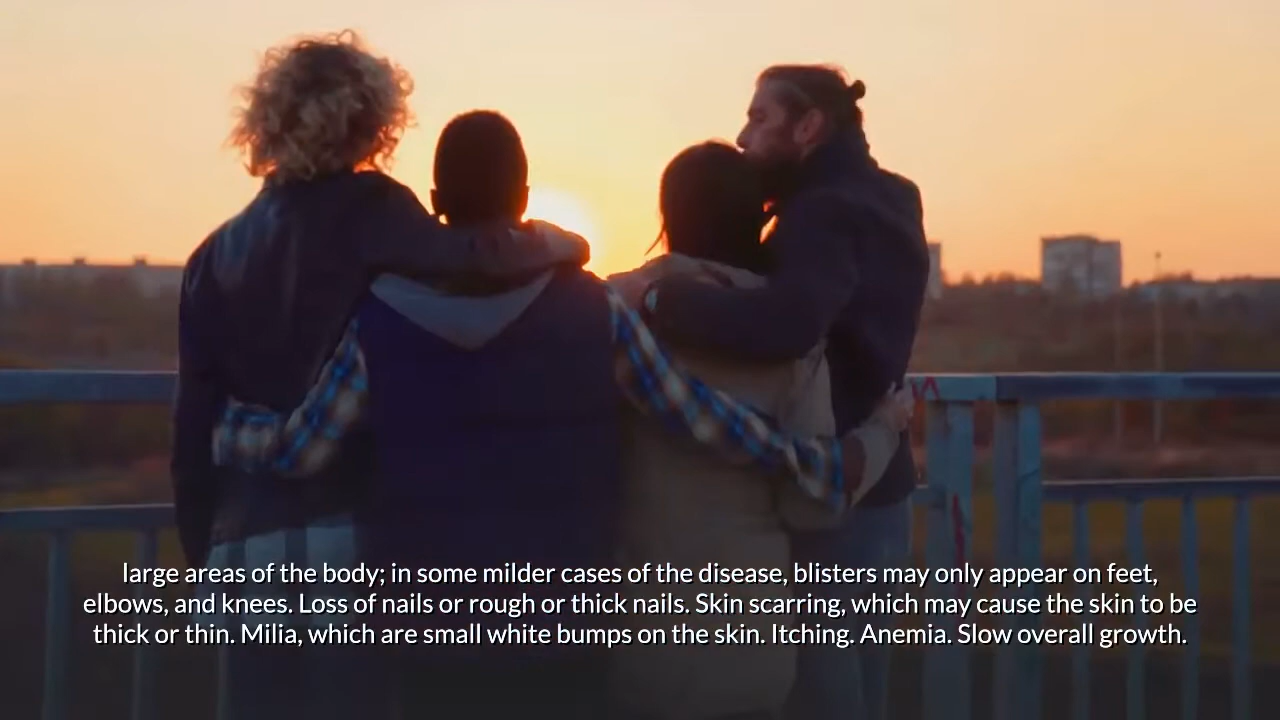 large areas of the body; in some milder cases of the disease, blisters may only appear on feet,
elbows, and knees. Loss of nails or rough or thick nails. Skin scarring, which may cause the skin to be
thick or thin. Milia, which are small white bumps on the skin. Itching. Anemia. Slow overall growth.